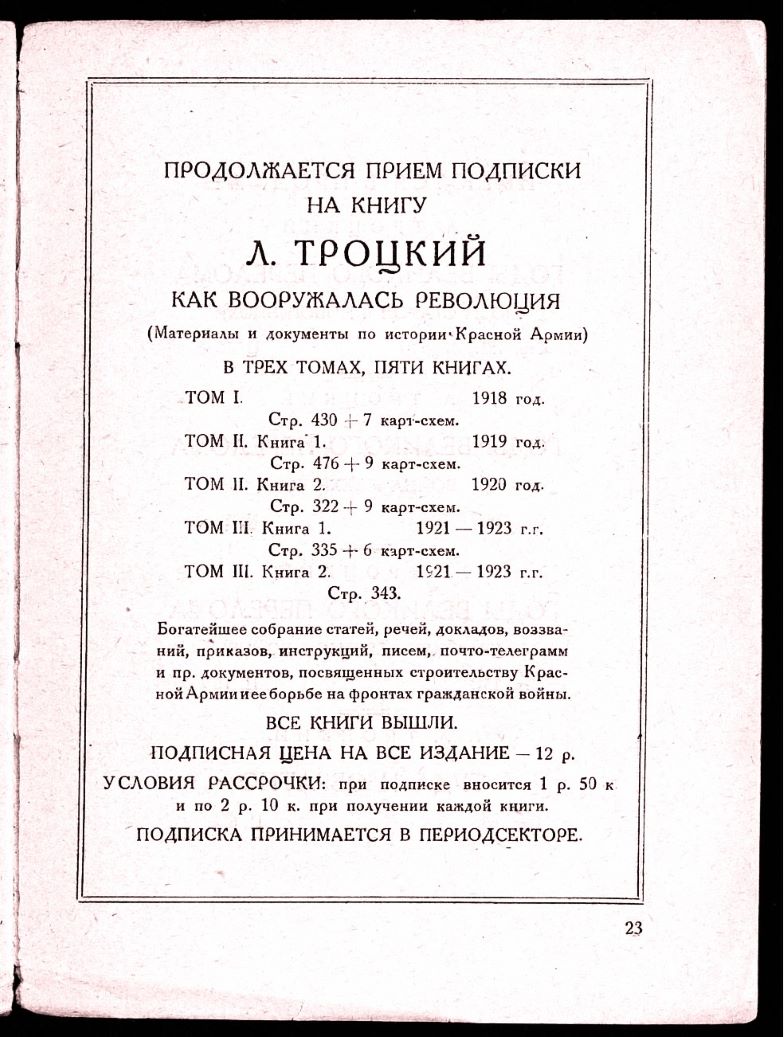 ПРОДОЛЖАЕТСЯ ПРИЕМ ПОДПИСКИ
НА КНИГУ
Л. ТРОЦКИЙ
КАК ВООРУЖАЛАСЬ РЕВОЛЮЦИЯ
(Материалы и документы по истории Красной Армии)
В ТРЕХ ТОМАХ, ПЯТИ КНИГАХ.
ТОМ I. 1918 год.
Стр. 430 + 7 карт-схем.
ТОМ II. Книга 1. 1919 год.
Стр. 476 + 9 карт-схем.
ТОМ II. Книга 2. 1920 год.
Стр. 322 + 9 карт-схем.
ТОМ III. Книга 1. 1921 — 1923 г.г.
Стр. 335 + 6 карт-схем.
ТОМ III. Книга 2. 1921 — 1923 г.г.
Стр. 343.
Богатейшее собрание статей, речей, докладов, воззва-
ний, приказов, инструкций, писем, почто-телеграмм
и пр. документов, посвященных строительству Крас-
ной Армии и ее борьбе на фронтах гражданской войны.
ВСЕ КНИГИ ВЫШЛИ.
ПОДПИСНАЯ ЦЕНА НА ВСЕ ИЗДАНИЕ — 12 р.
УСЛОВИЯ РАССРОЧКИ: при подписке вносится 1 р. 50 к
и по 2 р. 10 к. при получении каждой книги.
ПОДПИСКА ПРИНИМАЕТСЯ В ПЕРИОДСЕКТОРЕ.
23